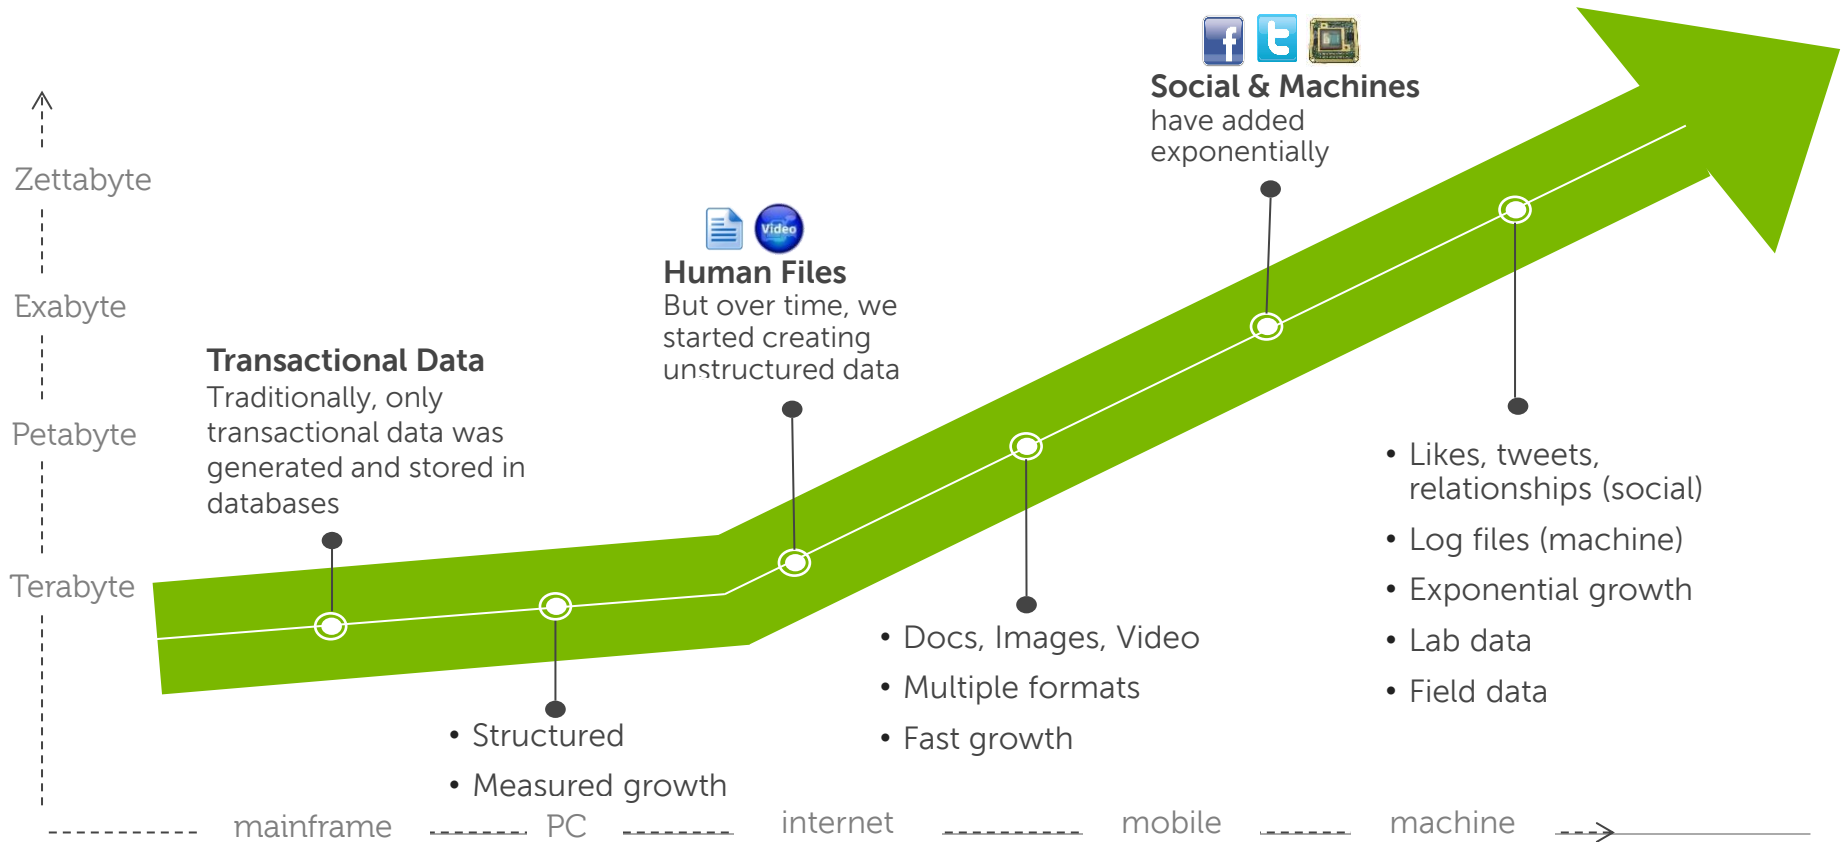 Social & Machines
have added
exponentially
Zettabyte
Video
Human Files
But over time, we
started creating
unstructured data
Exabyte
Transactional Data
Traditionally, only
transactional data was
generated and stored in
databases
Petabyte
• Likes, tweets,
relationships (social)
• Log files (machine)
• Exponential growth
• Lab data
• Field data
Terabyte
• Docs, Images, Video
• Multiple formats
• Fast growth
• Structured
• Measured growth
mainframe PC internet mobile machine